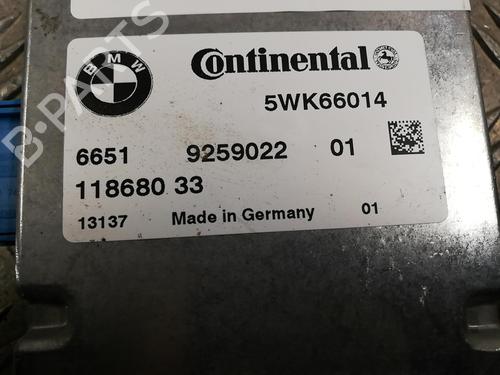 BMW Continental
5WK66014
6651 9259022 01
118680 33
13137 Made in Germany 01
B-PARTS